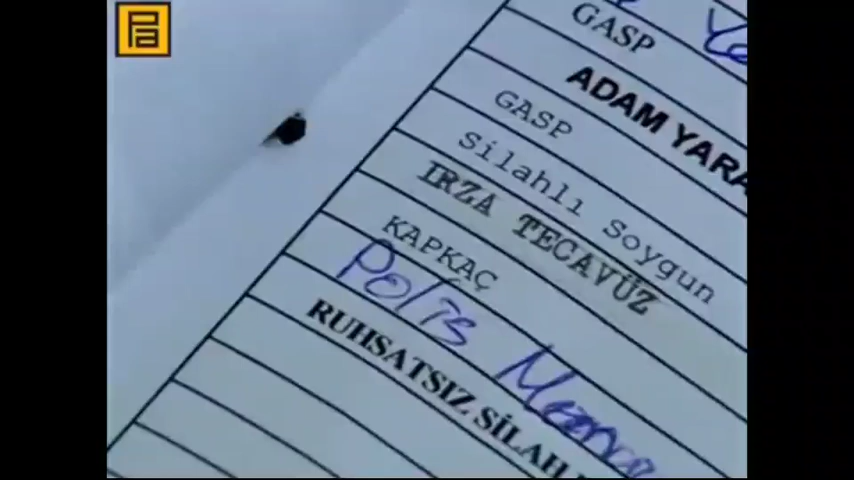 GASP
ADAM YARA
GASP
Silahlı Soygun
IRZA TECAVÜZ
KAPKAÇ
Polis
RUHSATSIZ SİLAH